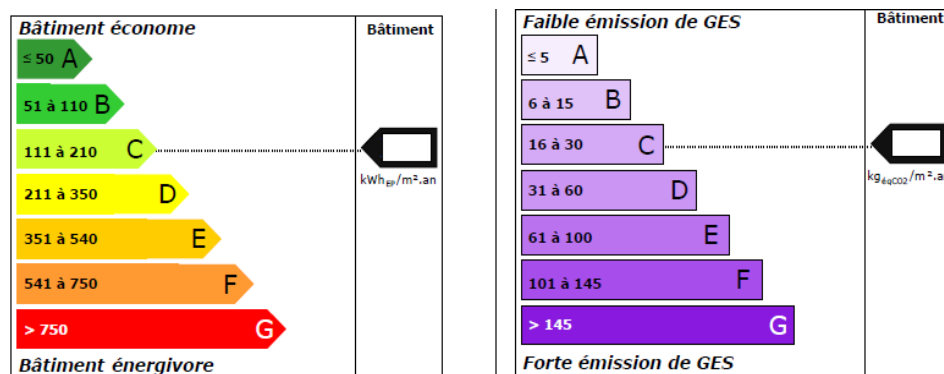 Bâtiment économe
Bâtiment
≤ 50 A
51 à 110 B
111 à 210 C
kWhEP/m².an
211 à 350 D
351 à 540 E
541 à 750 F
> 750 G
Bâtiment énergivore
Faible émission de GES
Bâtiment
≤ 5 A
6 à 15 B
16 à 30 C
kgéqCO2/m².a
31 à 60 D
61 à 100 E
101 à 145 F
> 145 G
Forte émission de GES